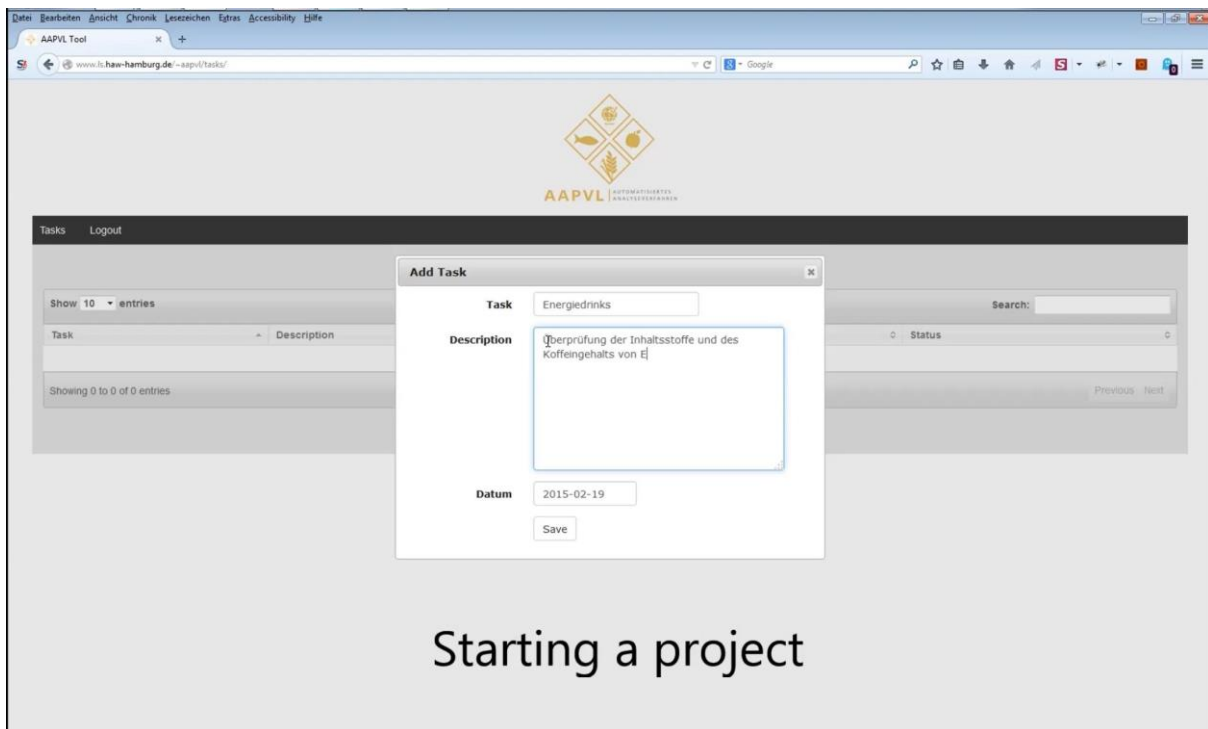 Datei Bearbeiten Ansicht Chronik Lesezeichen Extras Accessibility Hilfe
AAPVL Tool
www.ls.haw-hamburg.de/~aapvl/tasks/
Google
AAPVL AUTOMATISIERTES
ANALYSEVERFAHREN
Tasks Logout
Add Task
Task Energiedrinks
Show 10 entries
Search:
Task Description
Status
Description Überprüfung der Inhaltsstoffe und des
Koffeingehalts von E
Showing 0 to 0 of 0 entries
Previous Next
Datum 2015-02-19
Save
Starting a project